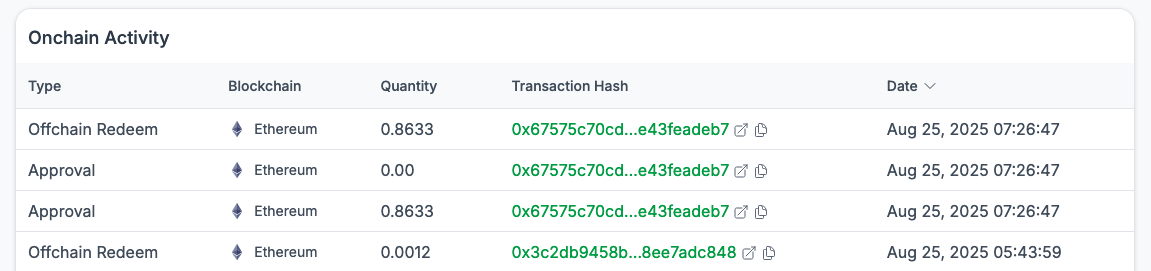 Onchain Activity
Type Blockchain Quantity Transaction Hash Date
Offchain Redeem Ethereum 0.8633 0x67575c70cd...e43feadeb7 Aug 25, 2025 07:26:47
Approval Ethereum 0.00 0x67575c70cd...e43feadeb7 Aug 25, 2025 07:26:47
Approval Ethereum 0.8633 0x67575c70cd...e43feadeb7 Aug 25, 2025 07:26:47
Offchain Redeem Ethereum 0.0012 0x3c2db9458b...8ee7adc848 Aug 25, 2025 05:43:59